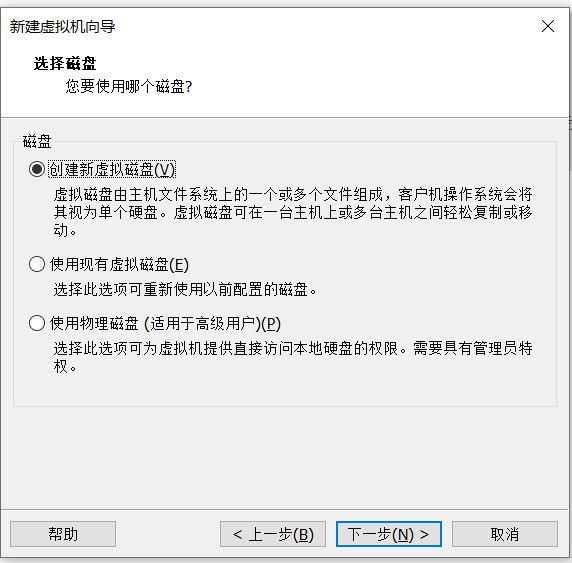 新建虚拟机向导
选择磁盘
您要使用哪个磁盘?
磁盘
创建新虚拟磁盘(V)
虚拟磁盘由主机文件系统上的一个或多个文件组成，客户机操作系统会将
其视为单个硬盘。虚拟磁盘可在一台主机上或多台主机之间轻松复制或移
动。
使用现有虚拟磁盘(E)
选择此选项可重新使用以前配置的磁盘。
使用物理磁盘 (适用于高级用户)(P)
选择此选项可为虚拟机提供直接访问本地硬盘的权限。需要具有管理员特
权。
帮助
< 上一步(B)
下一步(N) >
取消